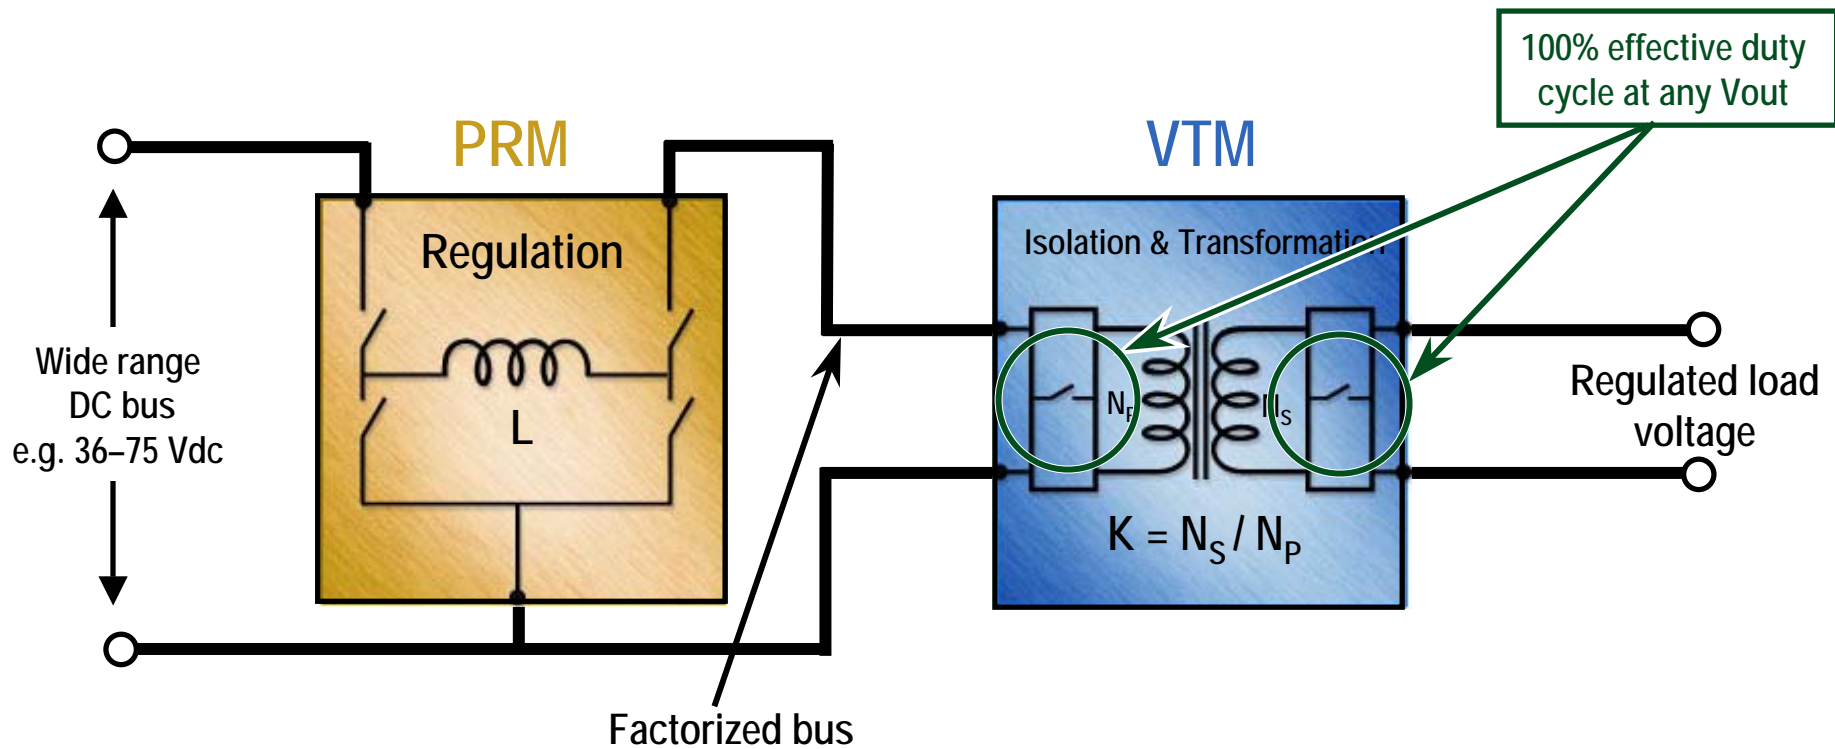 100% effective duty
cycle at any Vout
PRM
VTM
Regulation
Isolation & Transformation
Wide range
DC bus
e.g. 36–75 Vdc
L
NP
NS
Regulated load
voltage
K = NS / NP
Factorized bus